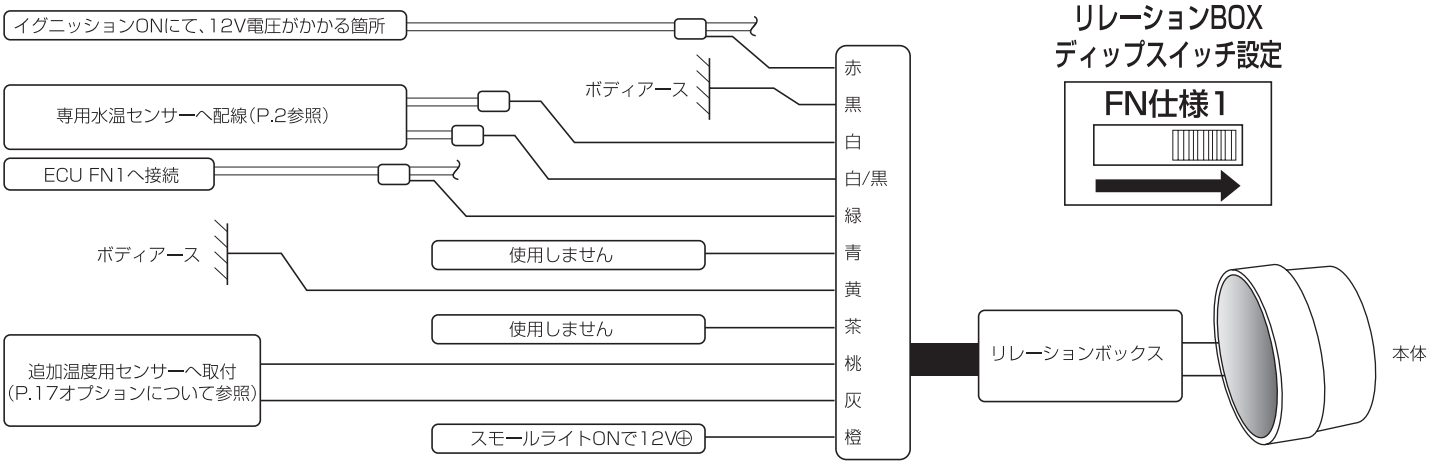 イグニッションONにて、12V電圧がかかる箇所
専用水温センサーへ配線(P.2参照)
ECU FN1へ接続
ボディアース
ボディアース
使用しません
使用しません
追加温度用センサーへ取付
(P.17オプションについて参照)
スモールライトONで12V⊕
赤
黒
白
白/黒
緑
青
黄
茶
桃
灰
橙
リレーションBOX
ディップスイッチ設定
FN仕様1
リレーションボックス
本体